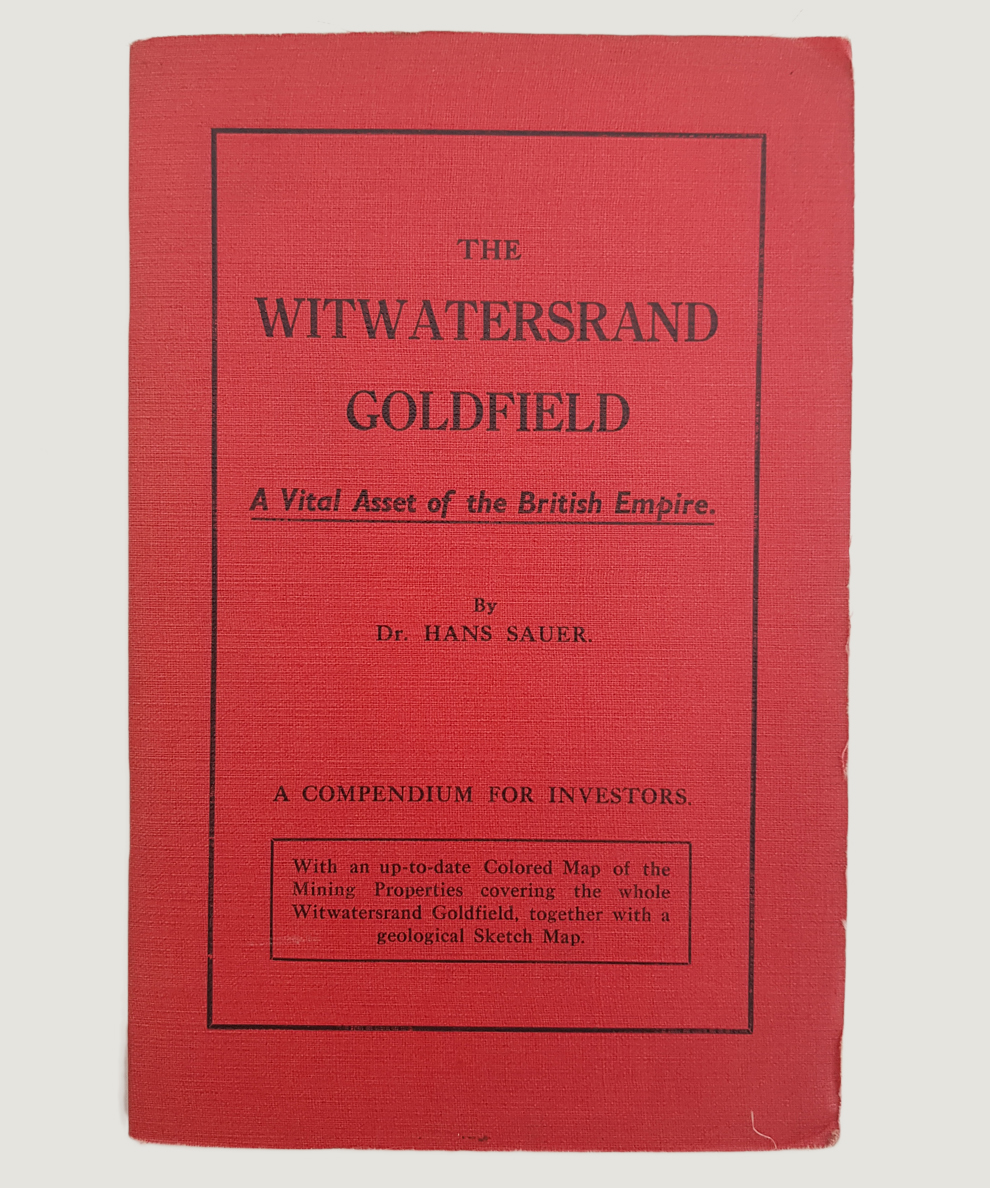 THE
WITWATERSRAND
GOLDFIELD
A Vital Asset of the British Empire.
By
Dr. HANS SAUER.
A COMPENDIUM FOR INVESTORS.
With an up-to-date Colored Map of the
Mining Properties covering the whole
Witwatersrand Goldfield, together with a
geological Sketch Map.